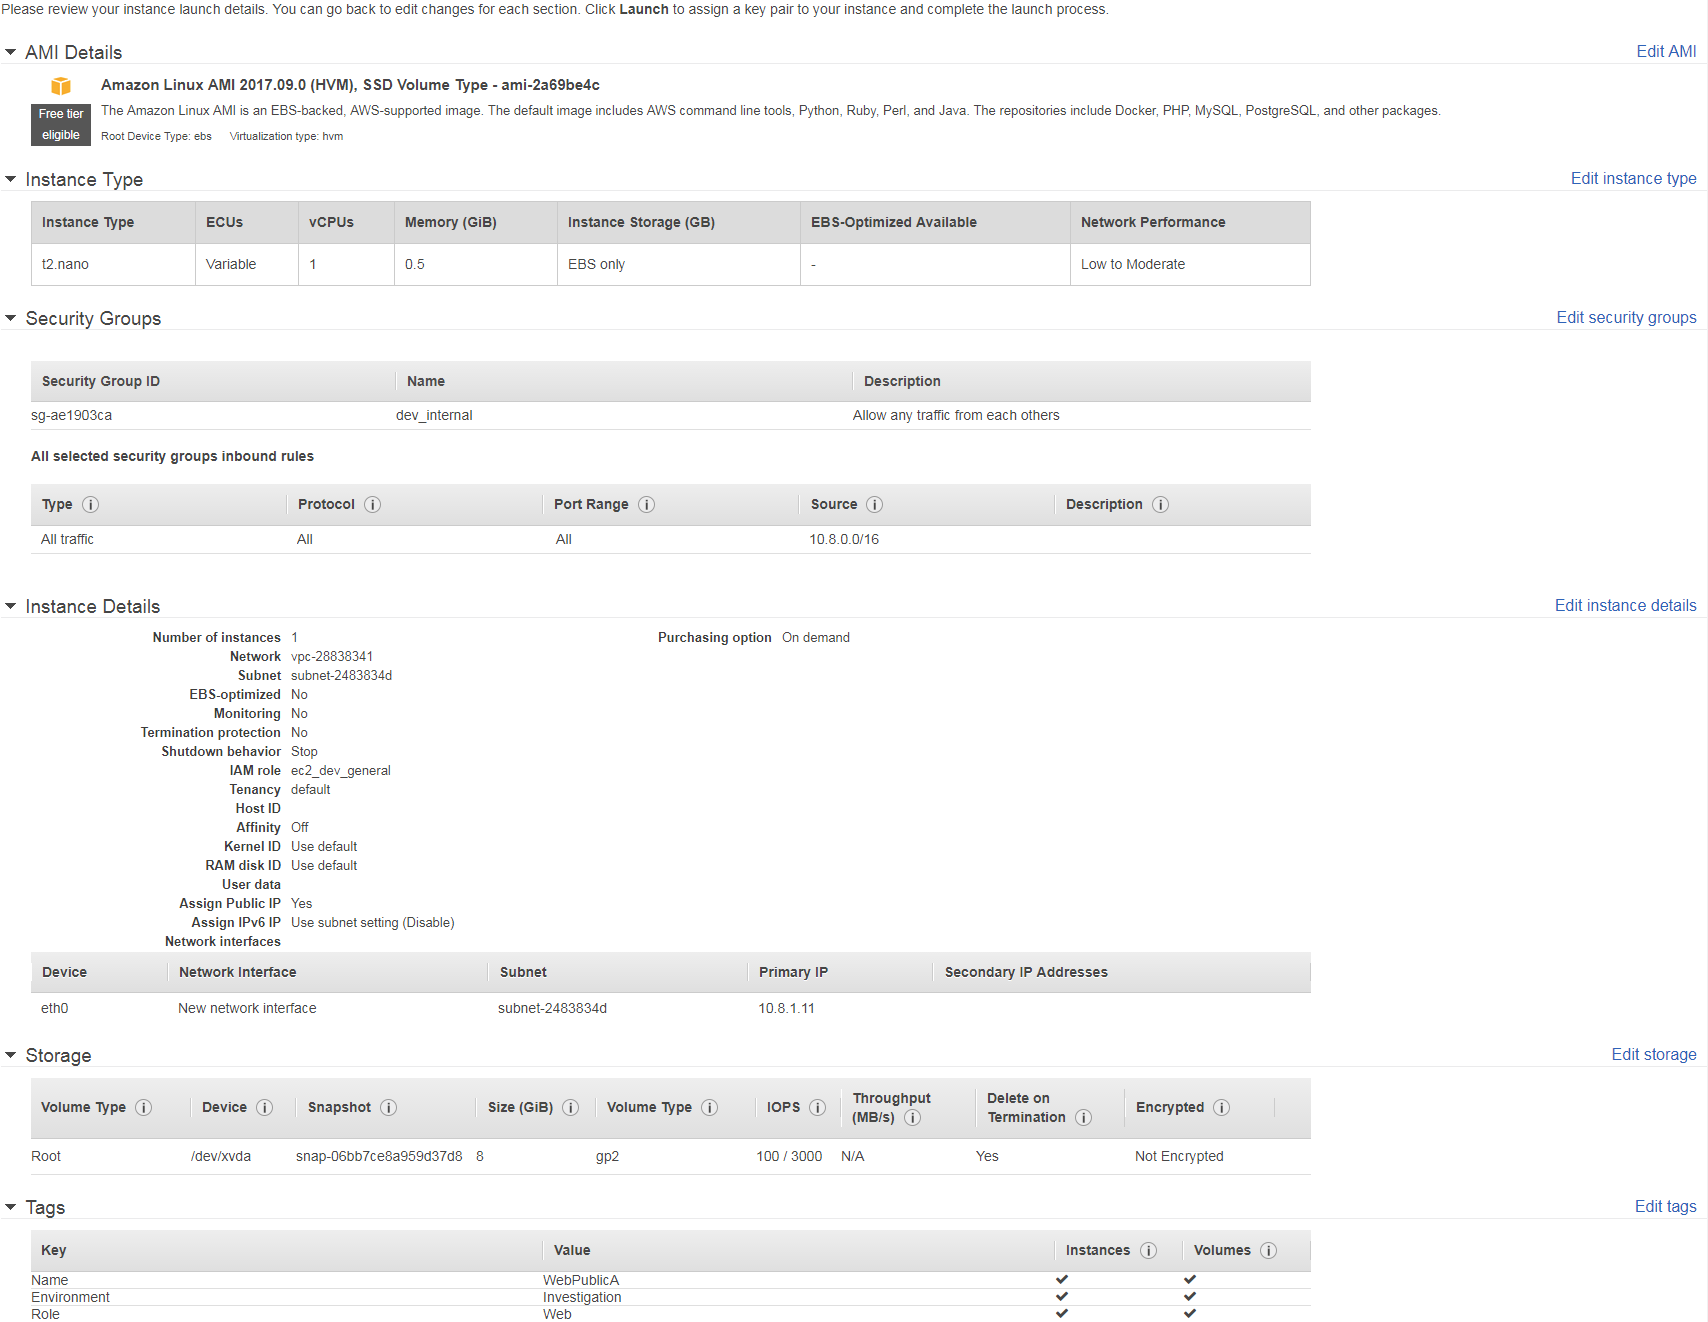 Please review your instance launch details. You can go back to edit changes for each section. Click Launch to assign a key pair to your instance and complete the launch process.
AMI Details
Edit AMI
Amazon Linux AMI 2017.09.0 (HVM), SSD Volume Type - ami-2a69be4c
Free tier eligible
The Amazon Linux AMI is an EBS-backed, AWS-supported image. The default image includes AWS command line tools, Python, Ruby, Perl, and Java. The repositories include Docker, PHP, MySQL, PostgreSQL, and other packages.
Root Device Type: ebs Virtualization type: hvm
Instance Type
Edit instance type
Instance Type ECUs vCPUs Memory (GiB) Instance Storage (GB) EBS-Optimized Available Network Performance
t2.nano Variable 1 0.5 EBS only - Low to Moderate
Security Groups
Edit security groups
Security Group ID Name Description
sg-ae1903ca dev_internal Allow any traffic from each others
All selected security groups inbound rules
Type Protocol Port Range Source Description
All traffic All All 10.8.0.0/16
Instance Details
Edit instance details
Number of instances 1 Purchasing option On demand
Network vpc-28838341
Subnet subnet-2483834d
EBS-optimized No
Monitoring No
Termination protection No
Shutdown behavior Stop
IAM role ec2_dev_general
Tenancy default
Host ID
Affinity Off
Kernel ID Use default
RAM disk ID Use default
User data
Assign Public IP Yes
Assign IPv6 IP Use subnet setting (Disable)
Network interfaces
Device Network Interface Subnet Primary IP Secondary IP Addresses
eth0 New network interface subnet-2483834d 10.8.1.11
Storage
Edit storage
Volume Type Device Snapshot Size (GiB) Volume Type IOPS Throughput (MB/s) Delete on Termination Encrypted
Root /dev/xvda snap-06bb7ce8a959d37d8 8 gp2 100 / 3000 N/A Yes Not Encrypted
Tags
Edit tags
Key Value Instances Volumes
Name WebPublicA
Environment Investigation
Role Web